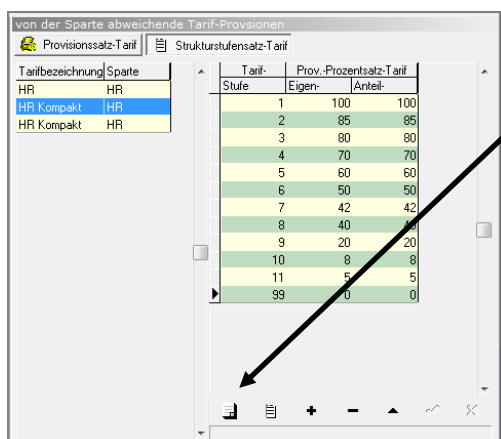 von der Sparte abweichende Tarif-Provsionen
Provisionssatz-Tarif Strukturstufensatz-Tarif
Tarifbezeichnung Sparte
HR HR
HR Kompakt HR
HR Kompakt HR
Tarif- Prov.-Prozentsatz-Tarif
Stufe Eigen- Anteil-
1 100 100
2 85 85
3 80 80
4 70 70
5 60 60
6 50 50
7 42 42
8 40
9 20 20
10 8 8
11 5 5
99 0 0